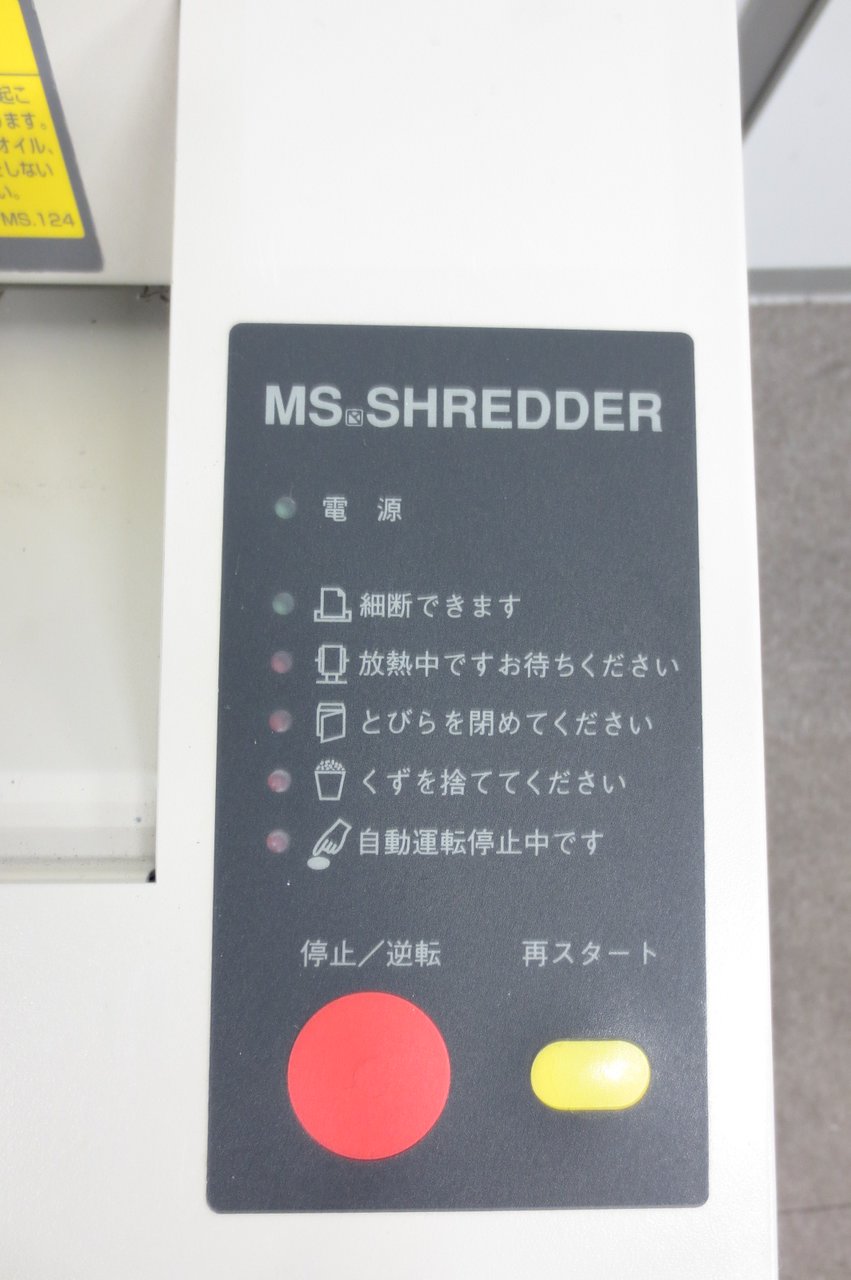 起こ
ます。
オイル、
しない
い。
MS.124
MS SHREDDER
電 源
細断できます
放熱中ですお待ちください
とびらを閉めてください
くずを捨ててください
自動運転停止中です
停止／逆転 再スタート